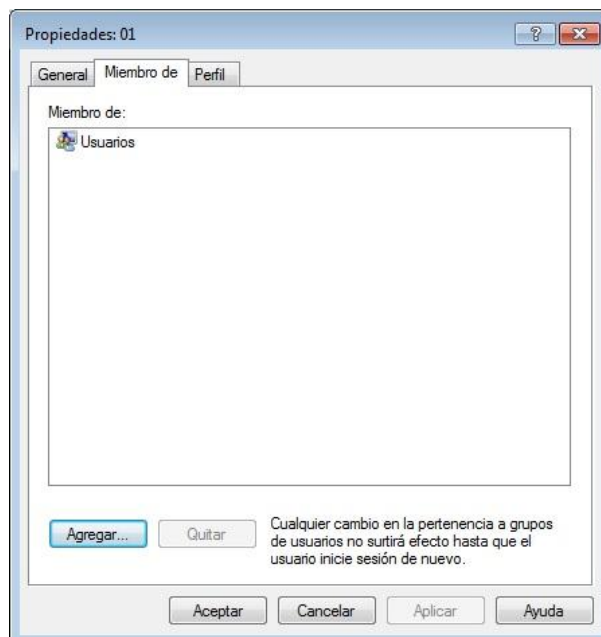 Propiedades: 01
General
Miembro de
Perfil
Miembro de:
Usuarios
Agregar...
Quitar
Cualquier cambio en la pertenencia a grupos
de usuarios no surtirá efecto hasta que el
usuario inicie sesión de nuevo.
Aceptar
Cancelar
Aplicar
Ayuda